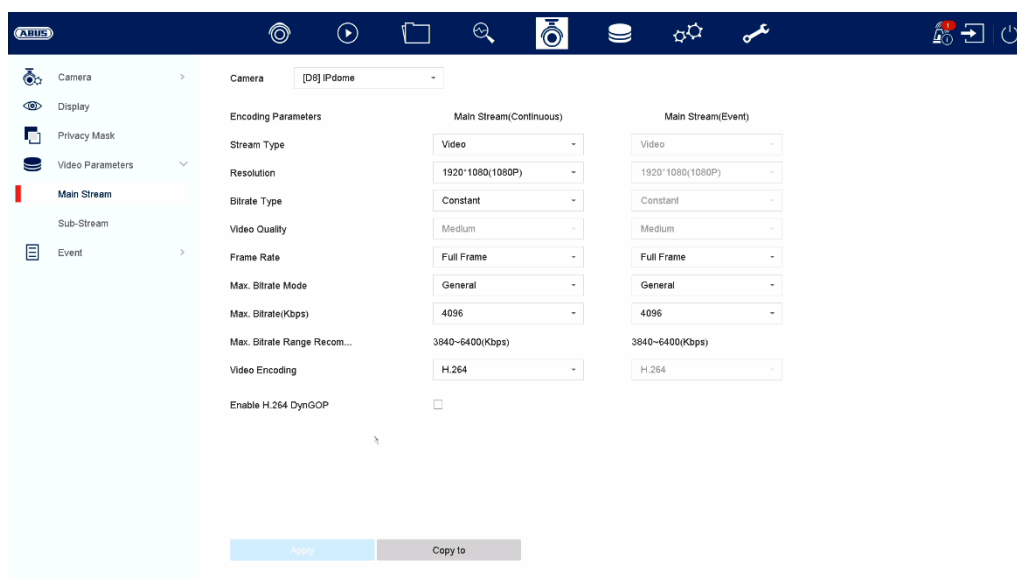 ABUS
1
Camera
Display
Privacy Mask
Video Parameters
Main Stream
Sub-Stream
Event
Camera [D8] IPdome
Encoding Parameters Main Stream(Continuous) Main Stream(Event)
Stream Type Video Video
Resolution 1920*1080(1080P) 1920*1080(1080P)
Bitrate Type Constant Constant
Video Quality Medium Medium
Frame Rate Full Frame Full Frame
Max. Bitrate Mode General General
Max. Bitrate(Kbps) 4096 4096
Max. Bitrate Range Recom... 3840~6400(Kbps) 3840~6400(Kbps)
Video Encoding H.264 H.264
Enable H.264 DynGOP
Apply Copy to